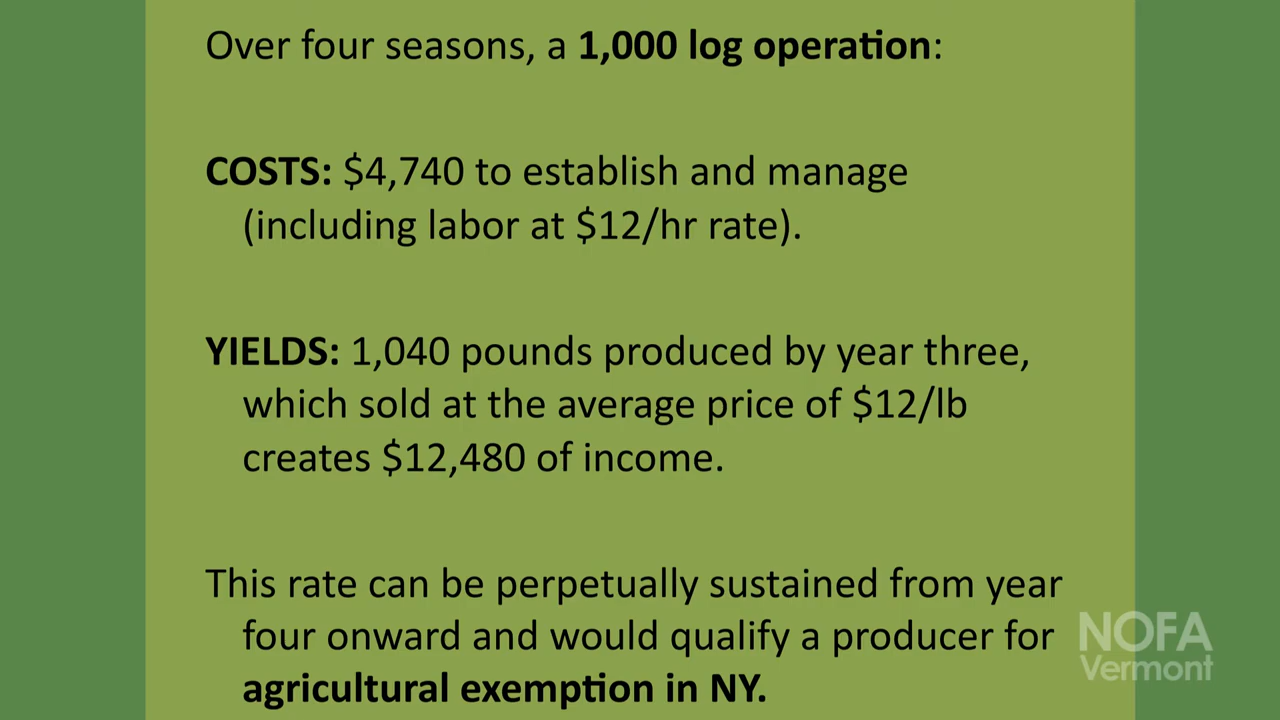 Over four seasons, a 1,000 log operation:
COSTS: $4,740 to establish and manage
(including labor at $12/hr rate).
YIELDS: 1,040 pounds produced by year three,
which sold at the average price of $12/lb
creates $12,480 of income.
This rate can be perpetually sustained from year
four onward and would qualify a producer for
agricultural exemption in NY.
NOFA
Vermont